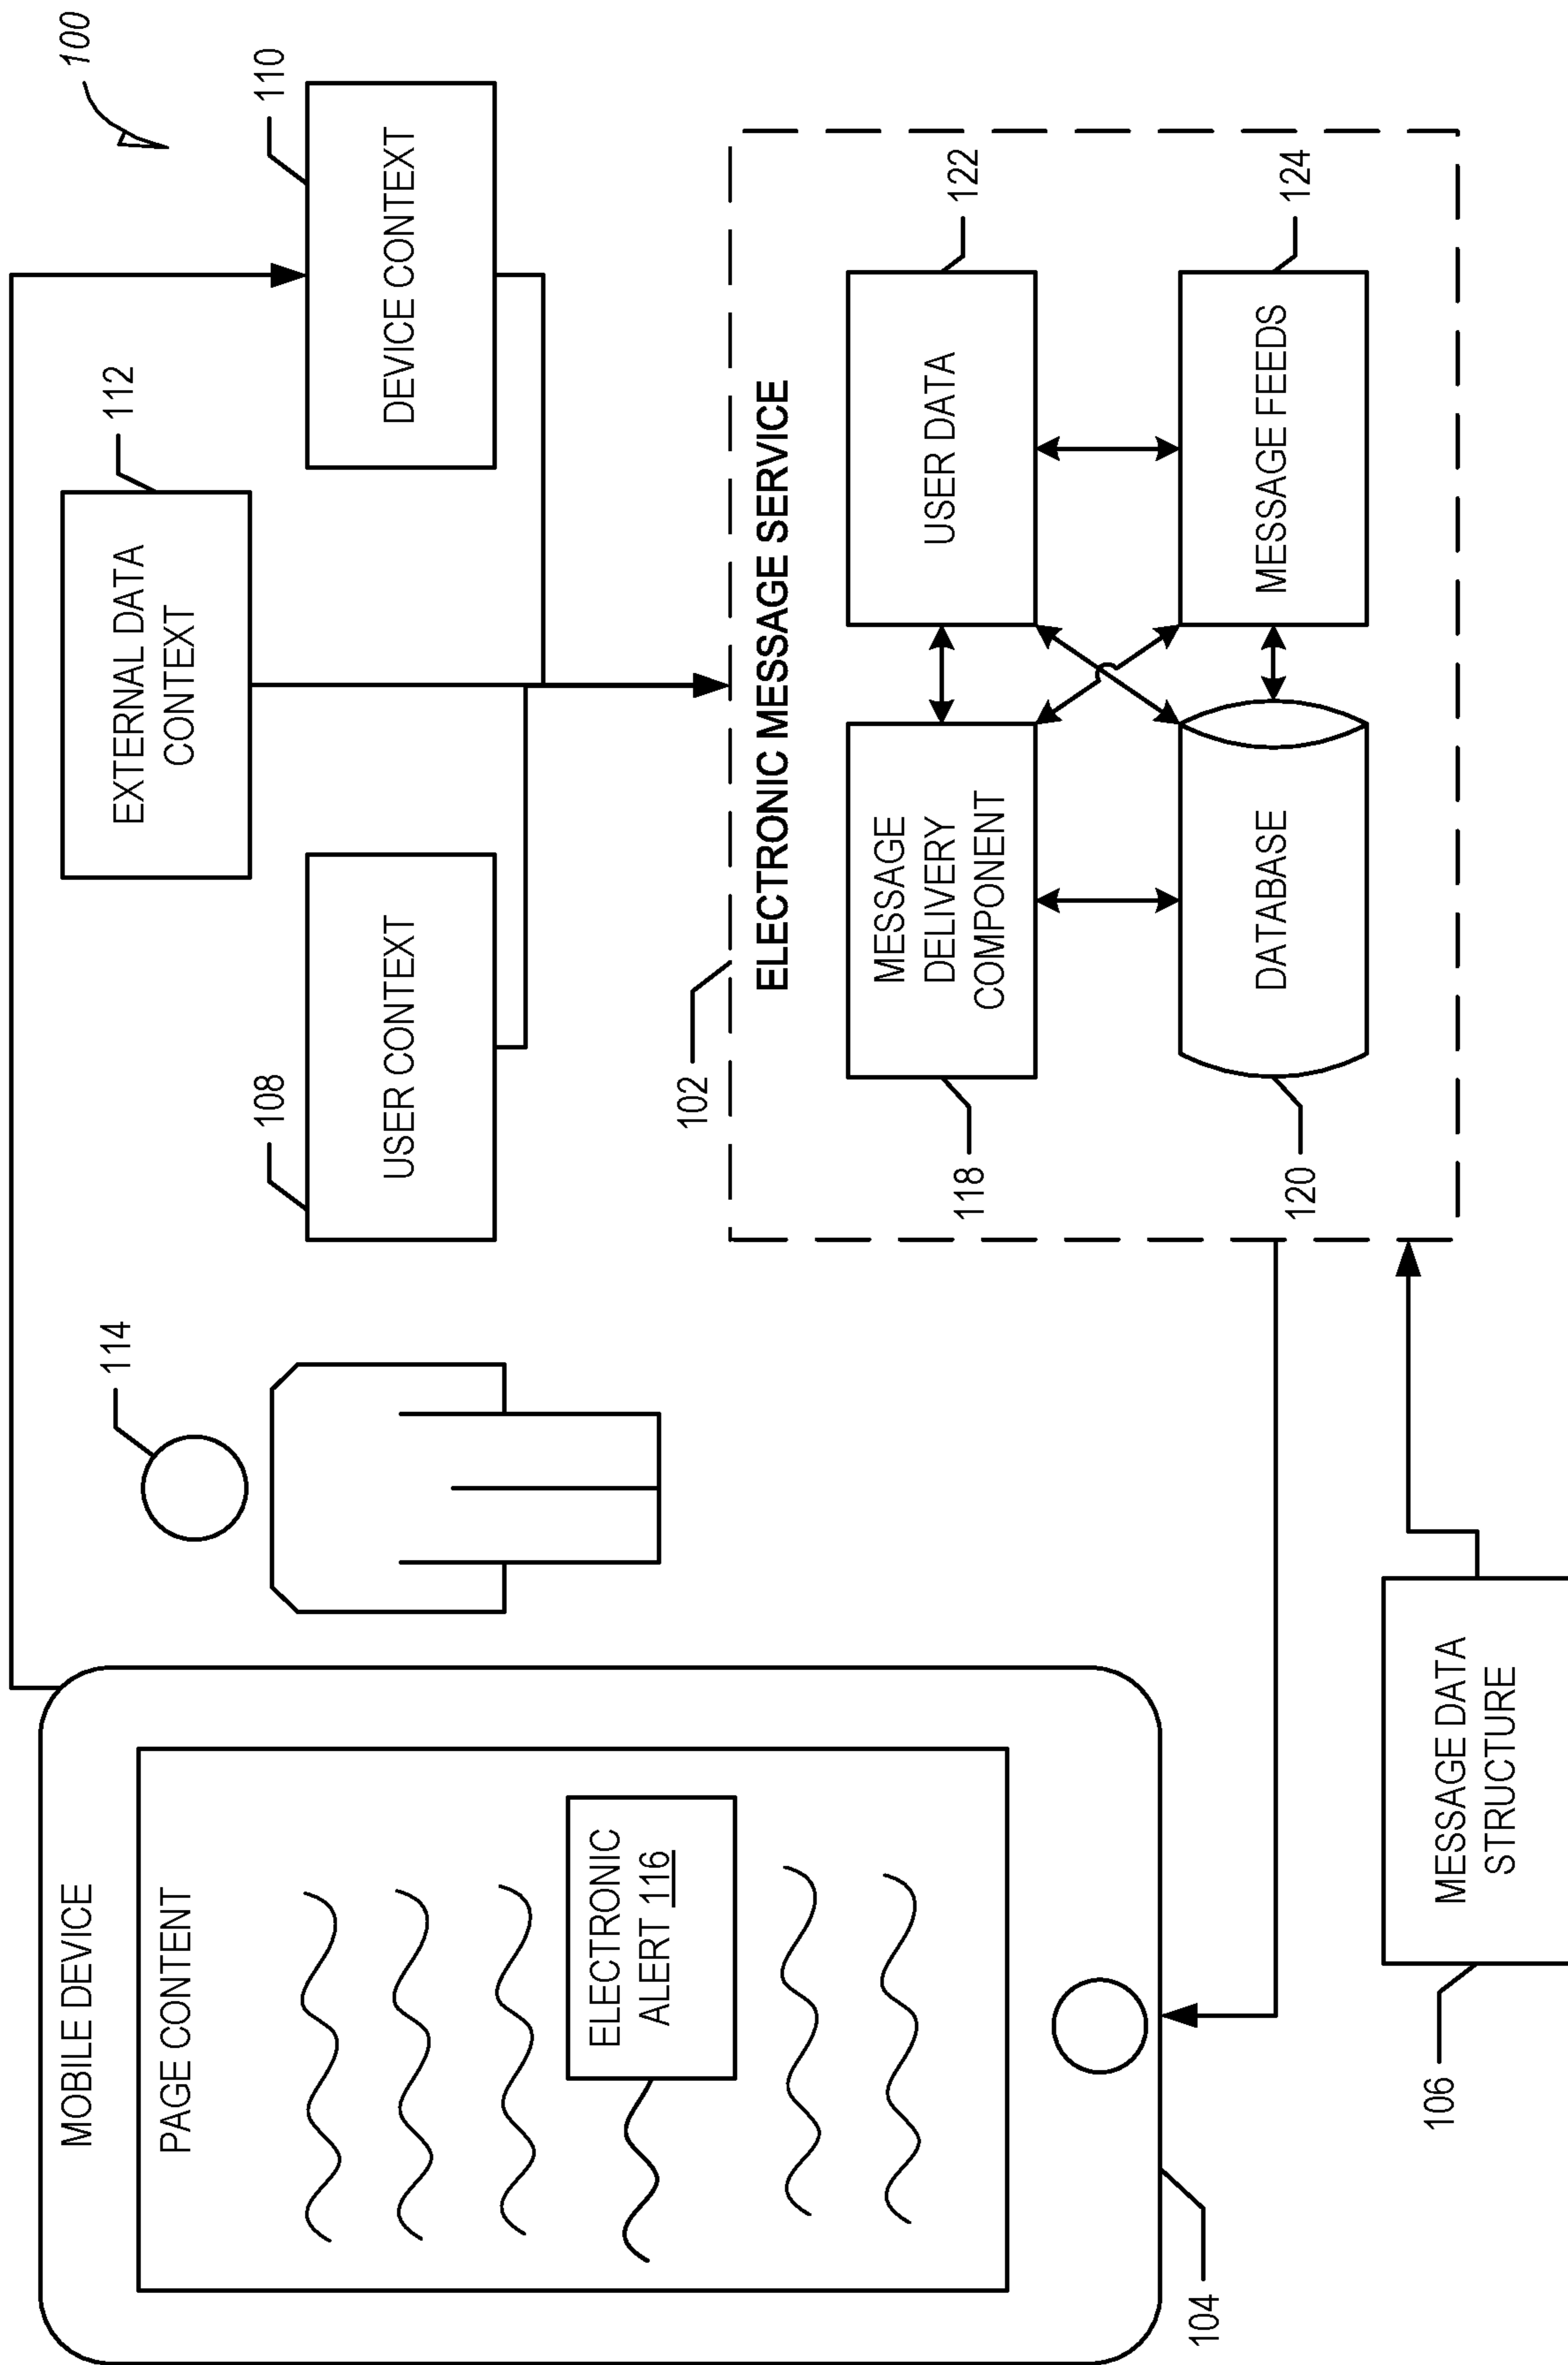 100
MOBILE DEVICE
PAGE CONTENT
ELECTRONIC
ALERT 116
104
114
108
USER CONTEXT
112
EXTERNAL DATA
CONTEXT
110
DEVICE CONTEXT
102
ELECTRONIC MESSAGE SERVICE
118
MESSAGE
DELIVERY
COMPONENT
122
USER DATA
120
DATABASE
124
MESSAGE FEEDS
106
MESSAGE DATA
STRUCTURE